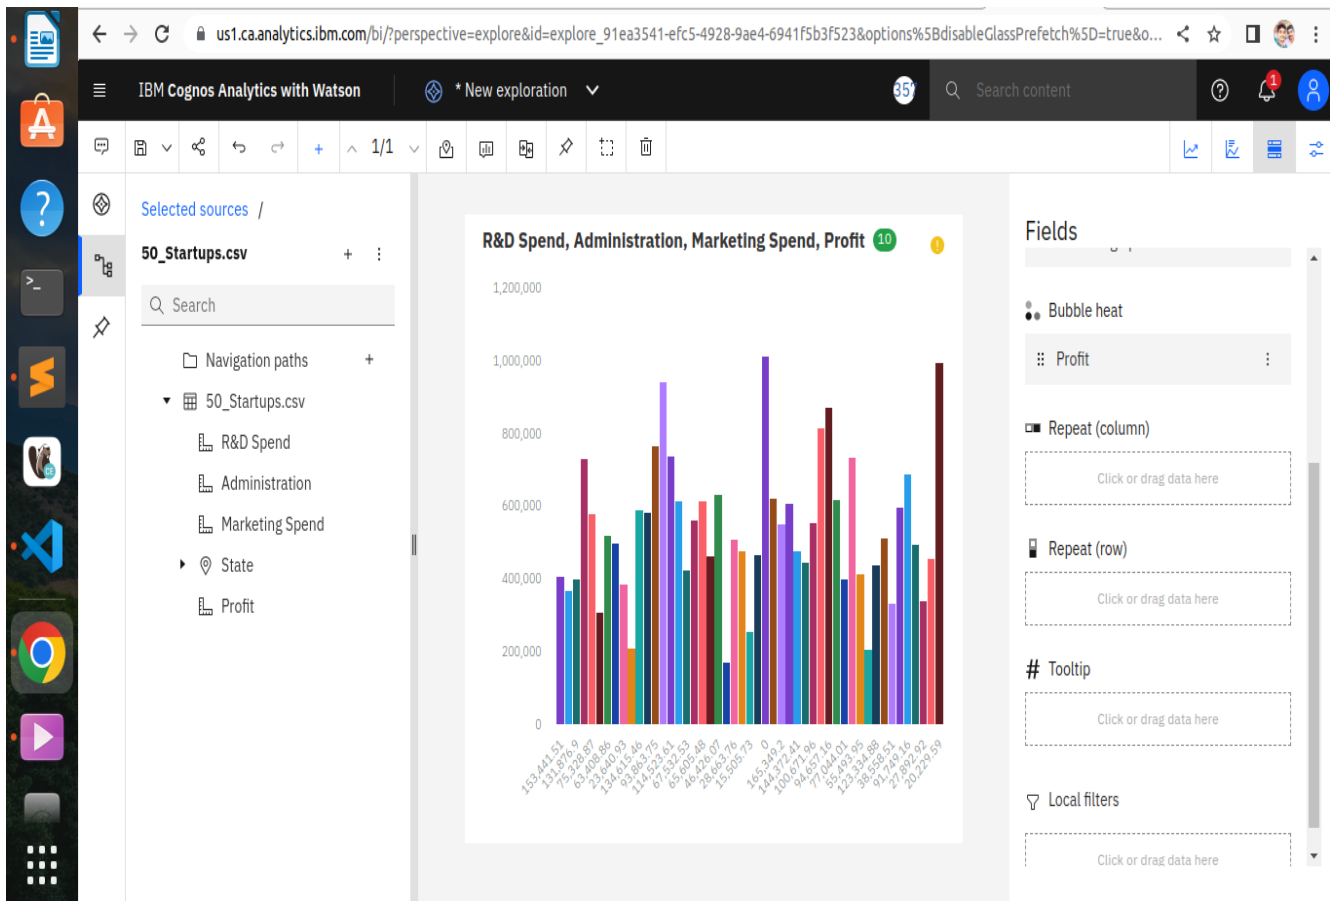 us1.ca.analytics.ibm.com/bi/?perspective=explore&id=explore_91ea3541-efc5-4928-9ae4-6941f5b3f523&options%5BdisableGlassPrefetch%5D=true&o...
IBM Cognos Analytics with Watson
* New exploration
357
Search content
1
1/1
Selected sources /
50_Startups.csv
Search
Navigation paths
50_Startups.csv
R&D Spend
Administration
Marketing Spend
State
Profit
R&D Spend, Administration, Marketing Spend, Profit 10
1,200,000
1,000,000
800,000
600,000
400,000
200,000
0
153,441.51
131,876.9
75,328.87
63,408.86
23,640.93
134,615.46
93,863.75
114,523.61
67,532.53
65,605.48
46,426.07
28,663.76
15,505.73
0
165,349.2
144,372.41
100,671.96
94,657.16
77,044.01
55,493.95
123,334.88
38,558.51
91,749.16
27,892.92
20,229.59
Fields
Bubble heat
Profit
Repeat (column)
Click or drag data here
Repeat (row)
Click or drag data here
Tooltip
Click or drag data here
Local filters
Click or drag data here